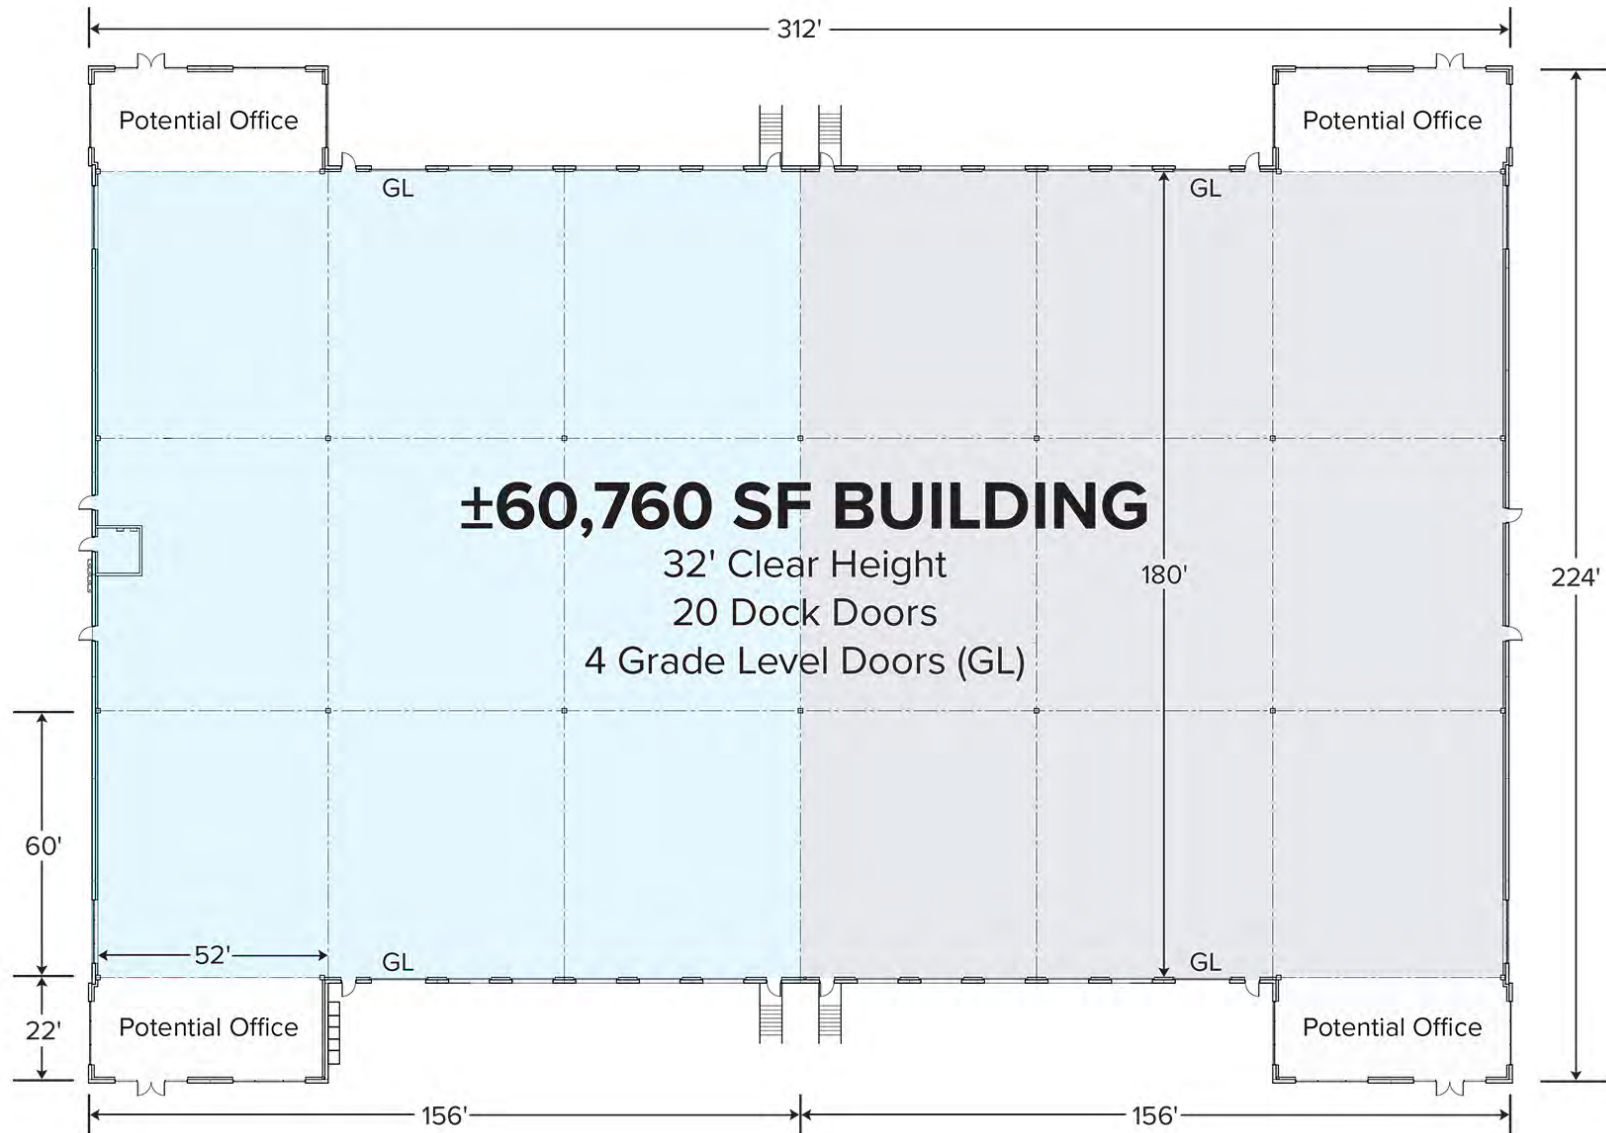 312'
Potential Office
Potential Office
GL
GL
±60,760 SF BUILDING
32' Clear Height
20 Dock Doors
4 Grade Level Doors (GL)
180'
224'
60'
52'
GL
GL
22'
Potential Office
Potential Office
156'
156'